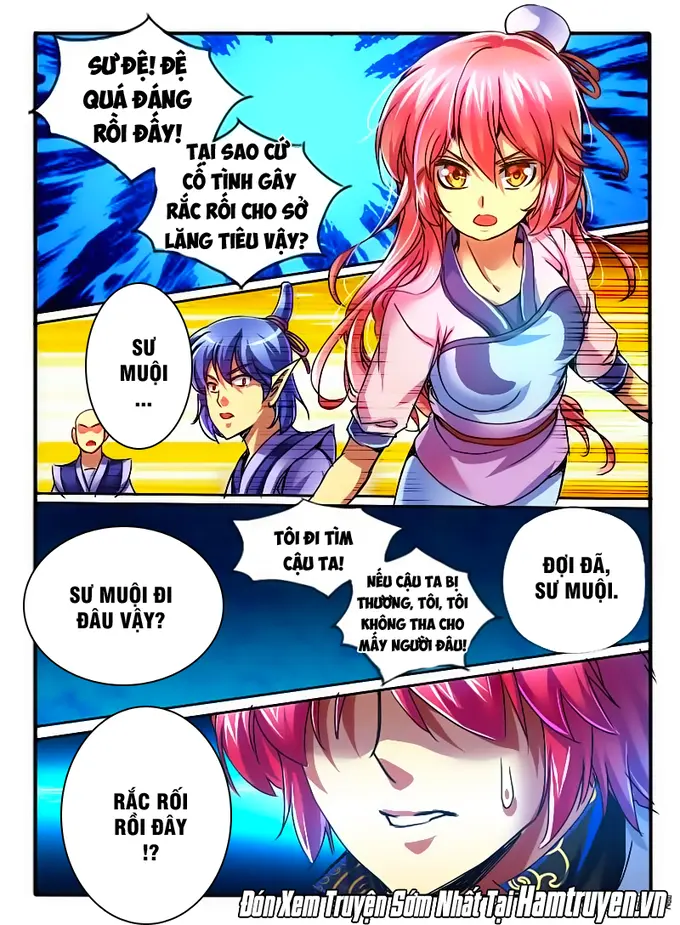 SƯ ĐỆ! ĐỆ
QUÁ ĐÁNG
RỒI ĐẤY!
TẠI SAO CỨ
CỐ TÌNH GÂY
RẮC RỐI CHO SỞ
LĂNG TIÊU VẬY?
SƯ
MUỘI
...
ĐỢI ĐÃ,
SƯ MUỘI.
TÔI ĐI TÌM
CẬU TA!
NẾU CẬU TA BỊ
THƯƠNG, TÔI, TÔI
KHÔNG THA CHO
MẤY NGƯỜI ĐÂU!
SƯ MUỘI ĐI
ĐÂU VẬY?
RẮC RỐI
RỒI ĐÂY
!?
Đón Xem Truyện Sớm Nhất Tại Hamtruyen.vn